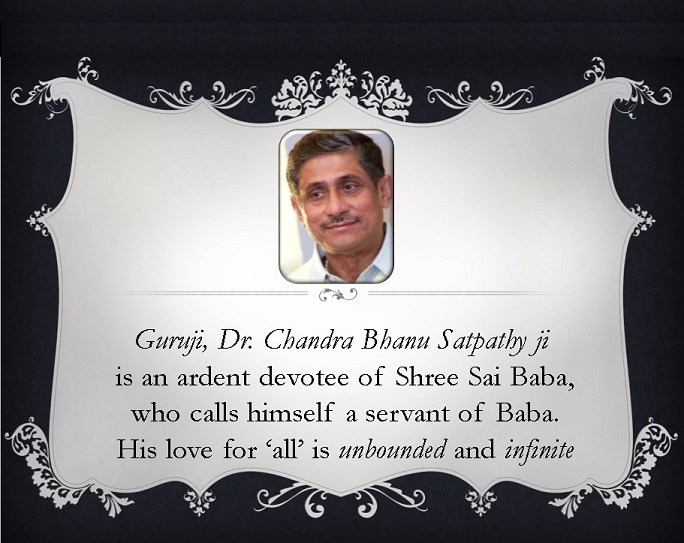 Guruji, Dr. Chandra Bhanu Satpathy ji
is an ardent devotee of Shree Sai Baba,
who calls himself a servant of Baba.
His love for ‘all’ is unbounded and infinite